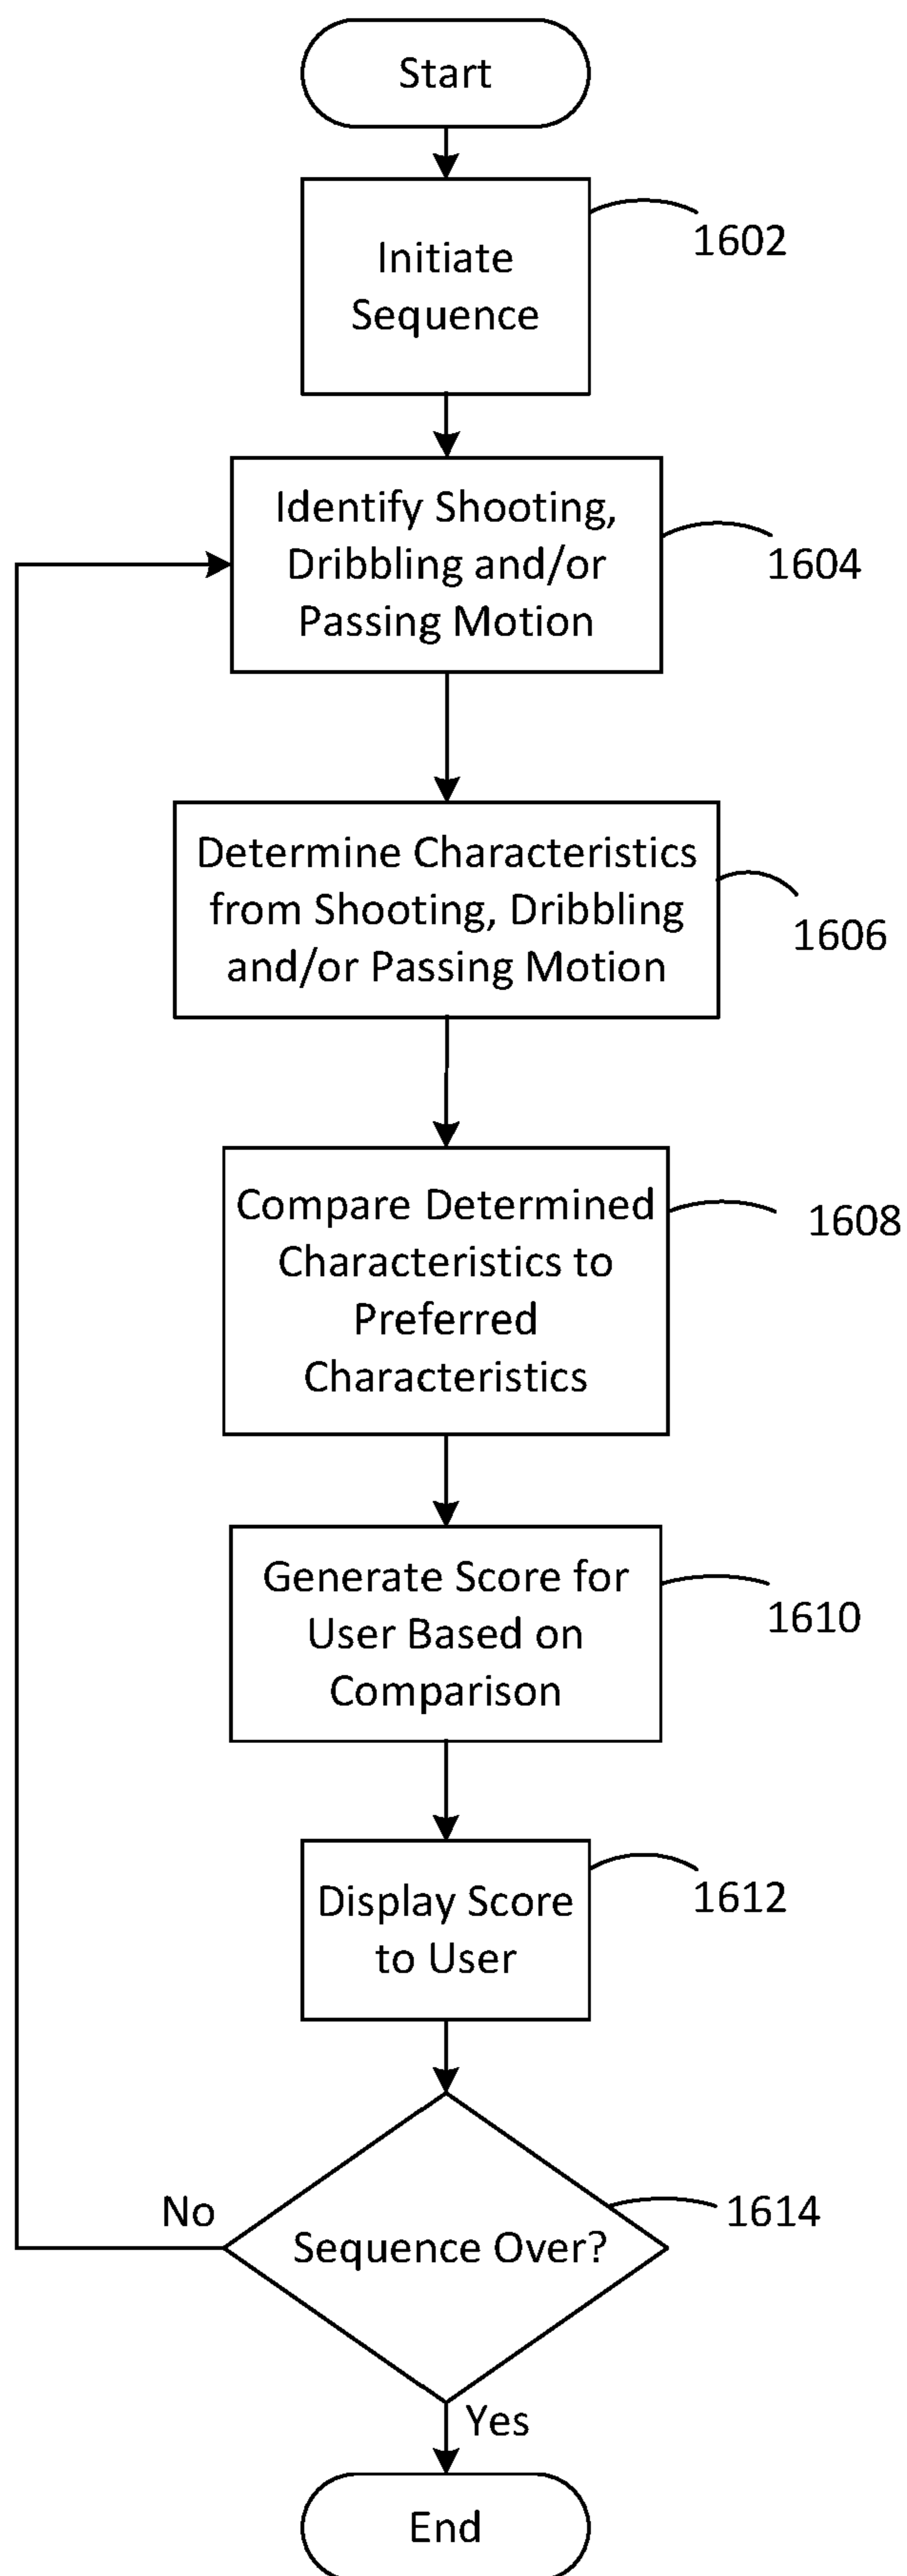 Start
Initiate
Sequence
1602
Identify Shooting,
Dribbling and/or
Passing Motion
1604
Determine Characteristics
from Shooting, Dribbling
and/or Passing Motion
1606
Compare Determined
Characteristics to
Preferred
Characteristics
1608
Generate Score for
User Based on
Comparison
1610
Display Score
to User
1612
Sequence Over?
1614
No
Yes
End